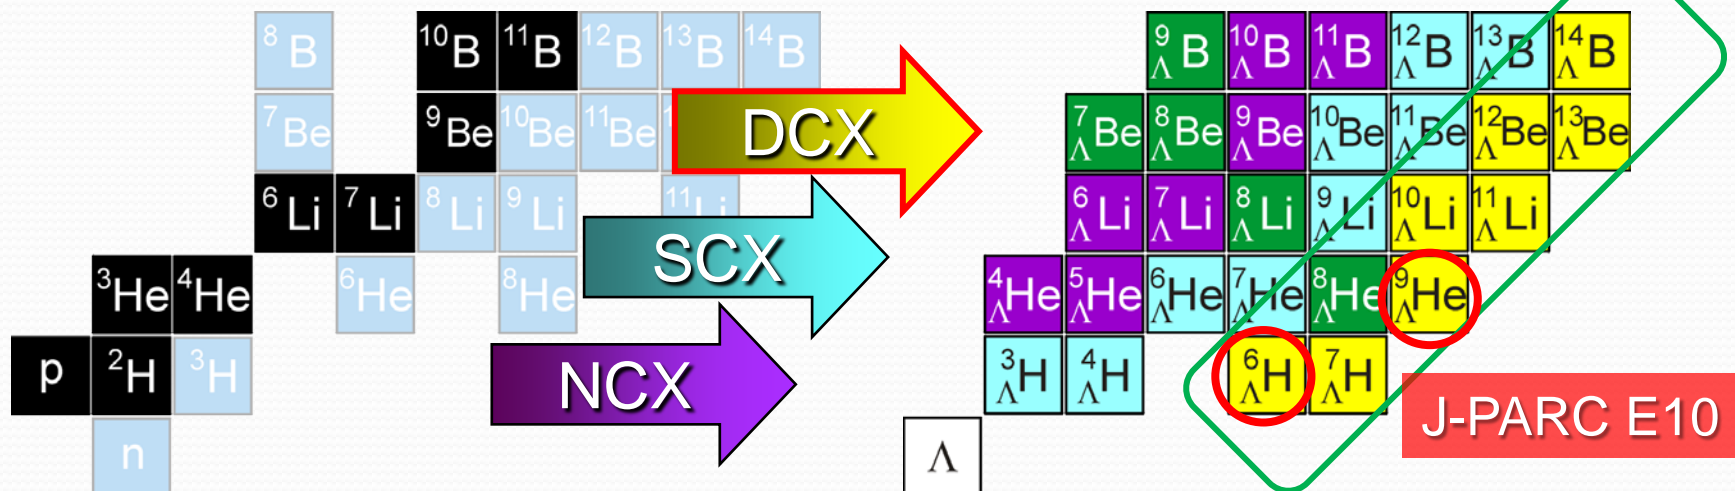 ⁸B ¹⁰B ¹¹B ¹²B ¹³B ¹⁴B
⁷Be ⁹Be ¹⁰Be ¹¹Be
⁶Li ⁷Li ⁸Li ⁹Li ¹¹Li
³He ⁴He ⁶He ⁸He
p ²H ³H
n
DCX
SCX
NCX
⁹ΛB ¹⁰ΛB ¹¹ΛB ¹²ΛB ¹³ΛB ¹⁴ΛB
⁷ΛBe ⁸ΛBe ⁹ΛBe ¹⁰ΛBe ¹¹ΛBe ¹²ΛBe ¹³ΛBe
⁶ΛLi ⁷ΛLi ⁸ΛLi ⁹ΛLi ¹⁰ΛLi ¹¹ΛLi
⁴ΛHe ⁵ΛHe ⁶ΛHe ⁷ΛHe ⁸ΛHe ⁹ΛHe
³ΛH ⁴ΛH ⁶ΛH ⁷ΛH
Λ
J-PARC E10